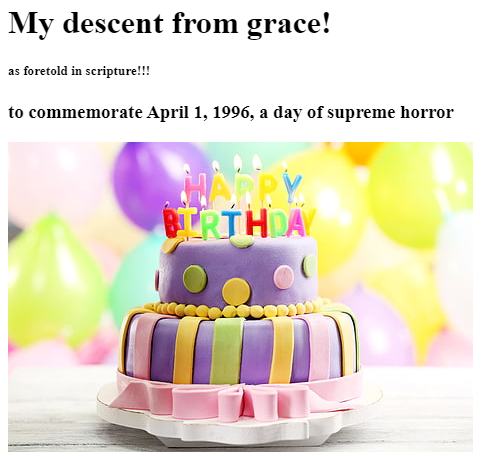 My descent from grace!
as foretold in scripture!!!
to commemorate April 1, 1996, a day of supreme horror
HAPPY
BIRTHDAY